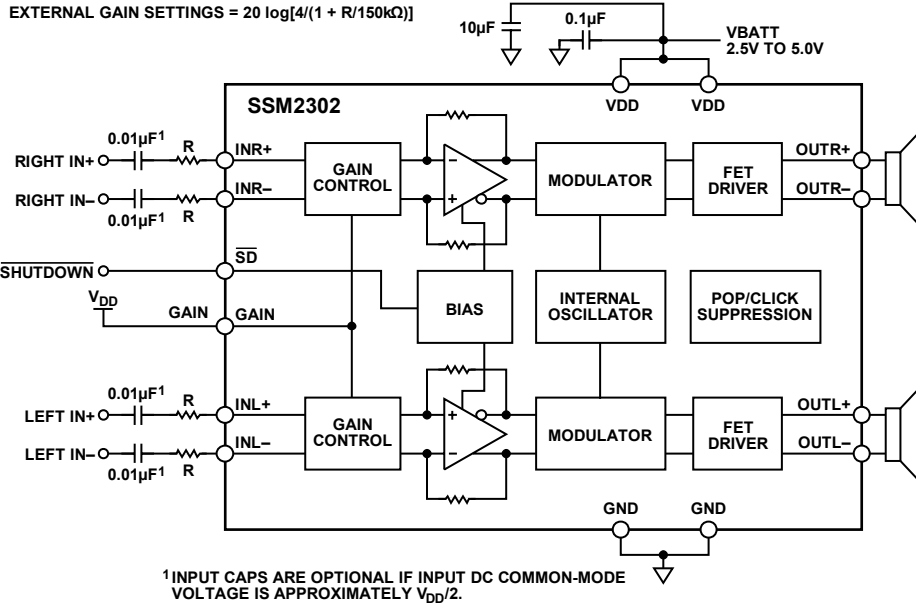 EXTERNAL GAIN SETTINGS = 20 log[4/(1 + R/150kΩ)]
10µF
0.1µF
VBATT
2.5V TO 5.0V
VDD
VDD
SSM2302
0.01µF¹
R
RIGHT IN+
INR+
RIGHT IN–
INR–
0.01µF¹
R
GAIN
CONTROL
–
+
MODULATOR
FET
DRIVER
OUTR+
OUTR–
SHUTDOWN
SD
VDD
GAIN
GAIN
BIAS
INTERNAL
OSCILLATOR
POP/CLICK
SUPPRESSION
0.01µF¹
R
LEFT IN+
INL+
LEFT IN–
INL–
0.01µF¹
R
GAIN
CONTROL
+
–
MODULATOR
FET
DRIVER
OUTL+
OUTL–
GND
GND
¹ INPUT CAPS ARE OPTIONAL IF INPUT DC COMMON-MODE
VOLTAGE IS APPROXIMATELY VDD/2.